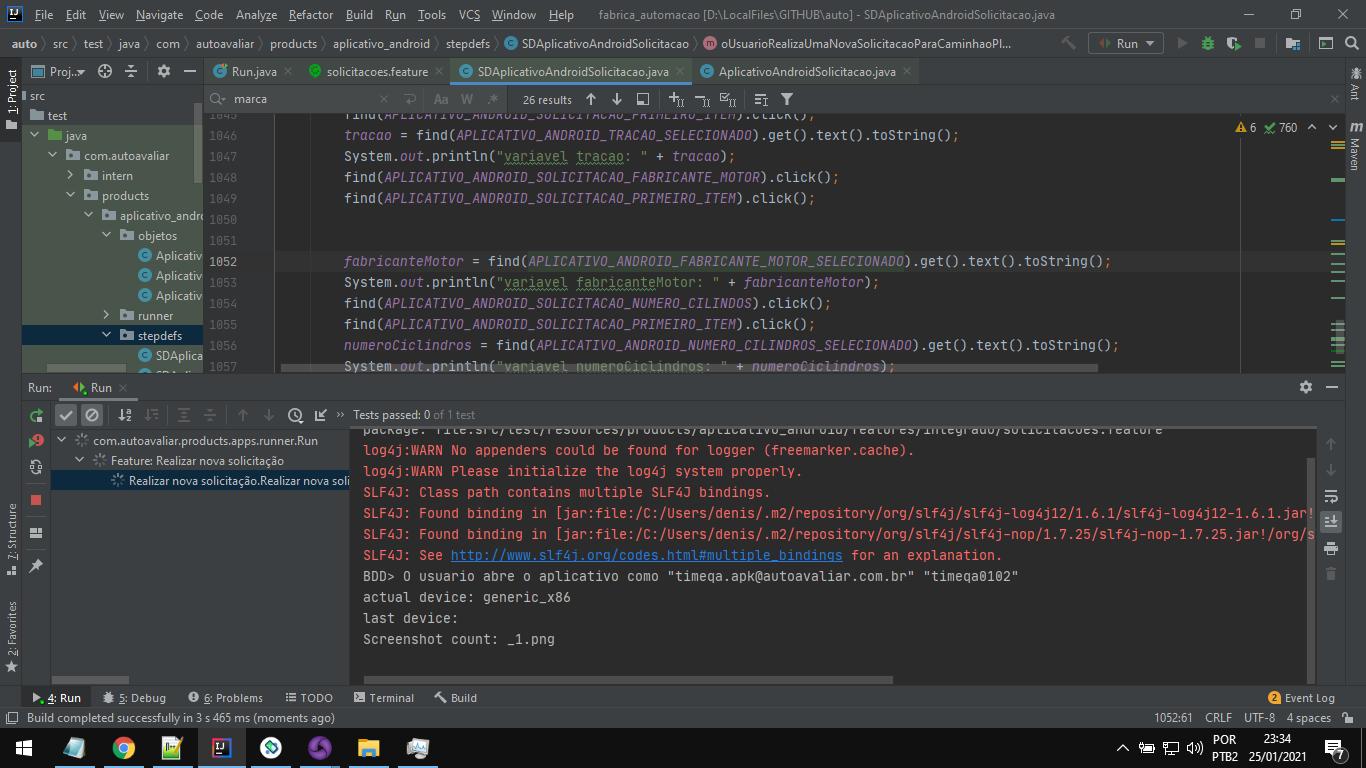 File Edit View Navigate Code Analyze Refactor Build Run Tools VCS Window Help fabrica_automacao [D:\LocalFiles\GITHUB\auto] - SDAplicativoAndroidSolicitacao.java
auto src test java com autoavaliar products aplicativo_android stepdefs SDAplicativoAndroidSolicitacao oUsuarioRealizaUmaNovaSolicitacaoParaCaminhaoPI... Run
Proj... Run.java solicitacoes.feature SDAplicativoAndroidSolicitacao.java AplicativoAndroidSolicitacao.java
marca Aa W .* 26 results
1: Project
src
test
java
com.autoavaliar
intern
products
aplicativo_andro
objetos
Aplicativ
Aplicativ
Aplicativ
runner
stepdefs
SDAplica
Ant
Maven
6 760
1045 find(APLICATIVO_ANDROID_SOLICITACAO_PRIMEIRO_ITEM).click();
1046 tracao = find(APLICATIVO_ANDROID_TRACAO_SELECIONADO).get().text().toString();
1047 System.out.println("variavel tracao: " + tracao);
1048 find(APLICATIVO_ANDROID_SOLICITACAO_FABRICANTE_MOTOR).click();
1049 find(APLICATIVO_ANDROID_SOLICITACAO_PRIMEIRO_ITEM).click();
1050
1051
1052 fabricanteMotor = find(APLICATIVO_ANDROID_FABRICANTE_MOTOR_SELECIONADO).get().text().toString();
1053 System.out.println("variavel fabricanteMotor: " + fabricanteMotor);
1054 find(APLICATIVO_ANDROID_SOLICITACAO_NUMERO_CILINDOS).click();
1055 find(APLICATIVO_ANDROID_SOLICITACAO_PRIMEIRO_ITEM).click();
1056 numeroCiclindros = find(APLICATIVO_ANDROID_NUMERO_CILINDROS_SELECIONADO).get().text().toString();
1057 System.out.println("variavel numeroCiclindros: " + numeroCiclindros);
Run: Run
Tests passed: 0 of 1 test
com.autoavaliar.products.apps.runner.Run
Feature: Realizar nova solicitação
Realizar nova solicitação.Realizar nova soli
package: file:src/test/resources/products/aplicativo_android/features/integrado/solicitacoes.feature
log4j:WARN No appenders could be found for logger (freemarker.cache).
log4j:WARN Please initialize the log4j system properly.
SLF4J: Class path contains multiple SLF4J bindings.
SLF4J: Found binding in [jar:file:/C:/Users/denis/.m2/repository/org/slf4j/slf4j-log4j12/1.6.1/slf4j-log4j12-1.6.1.jar!
SLF4J: Found binding in [jar:file:/C:/Users/denis/.m2/repository/org/slf4j/slf4j-nop/1.7.25/slf4j-nop-1.7.25.jar!/org/s
SLF4J: See http://www.slf4j.org/codes.html#multiple_bindings for an explanation.
BDD> O usuario abre o aplicativo como "timeqa.apk@autoavaliar.com.br" "timeqa0102"
actual device: generic_x86
last device:
Screenshot count: _1.png
7: Structure
2: Favorites
4: Run 5: Debug 6: Problems TODO Terminal Build 2 Event Log
Build completed successfully in 3 s 465 ms (moments ago) 1052:61 CRLF UTF-8 4 spaces
POR
PTB2
23:34
25/01/2021
7